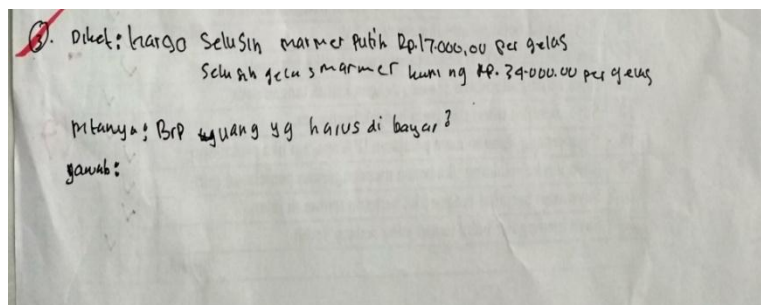 3. Diket: hargo Selusin marmer Putih Rp.17.000,00 per gelas
Selusin gelas marmer kuning Rp. 34.000.00 per gelas
Ditanya: Brp uang yg harus di bayar?
Jawab: